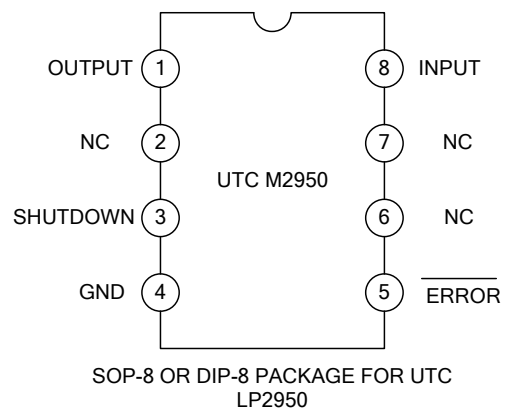 OUTPUT 1 8 INPUT
NC 2 7 NC
UTC M2950
SHUTDOWN 3 6 NC
GND 4 5 ERROR
SOP-8 OR DIP-8 PACKAGE FOR UTC
LP2950